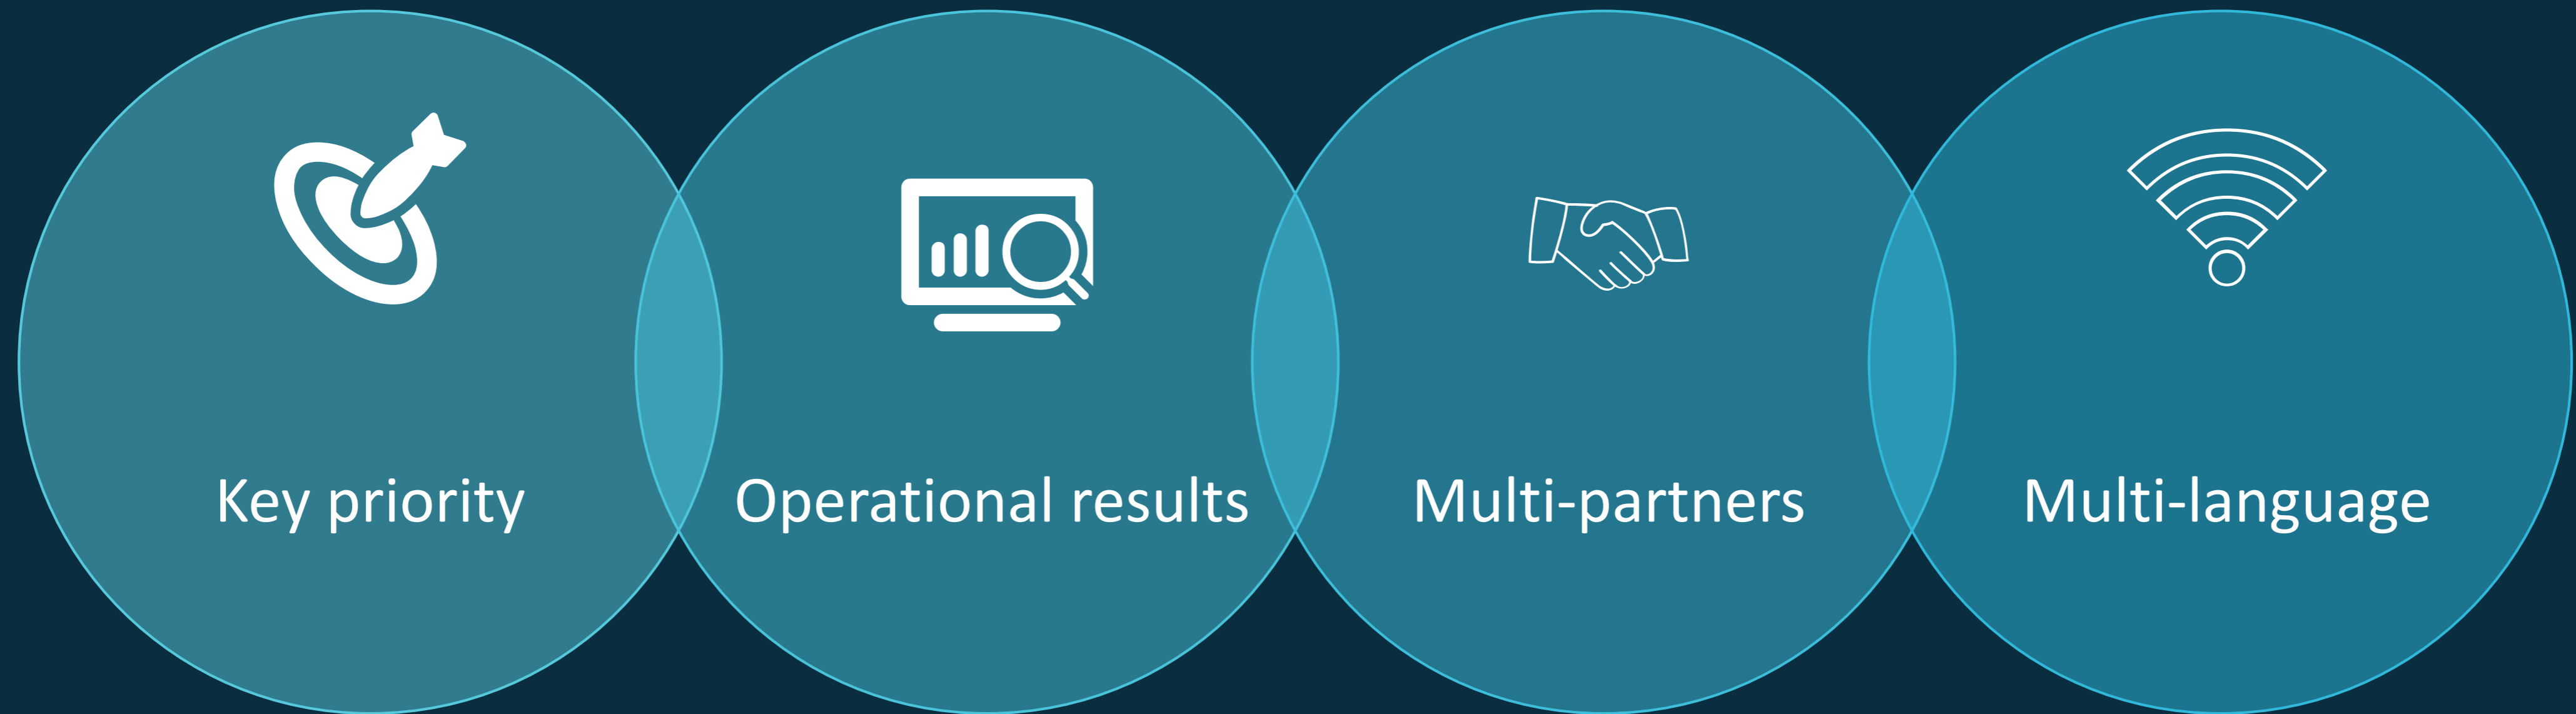 Key priority
Operational results
Multi-partners
Multi-language